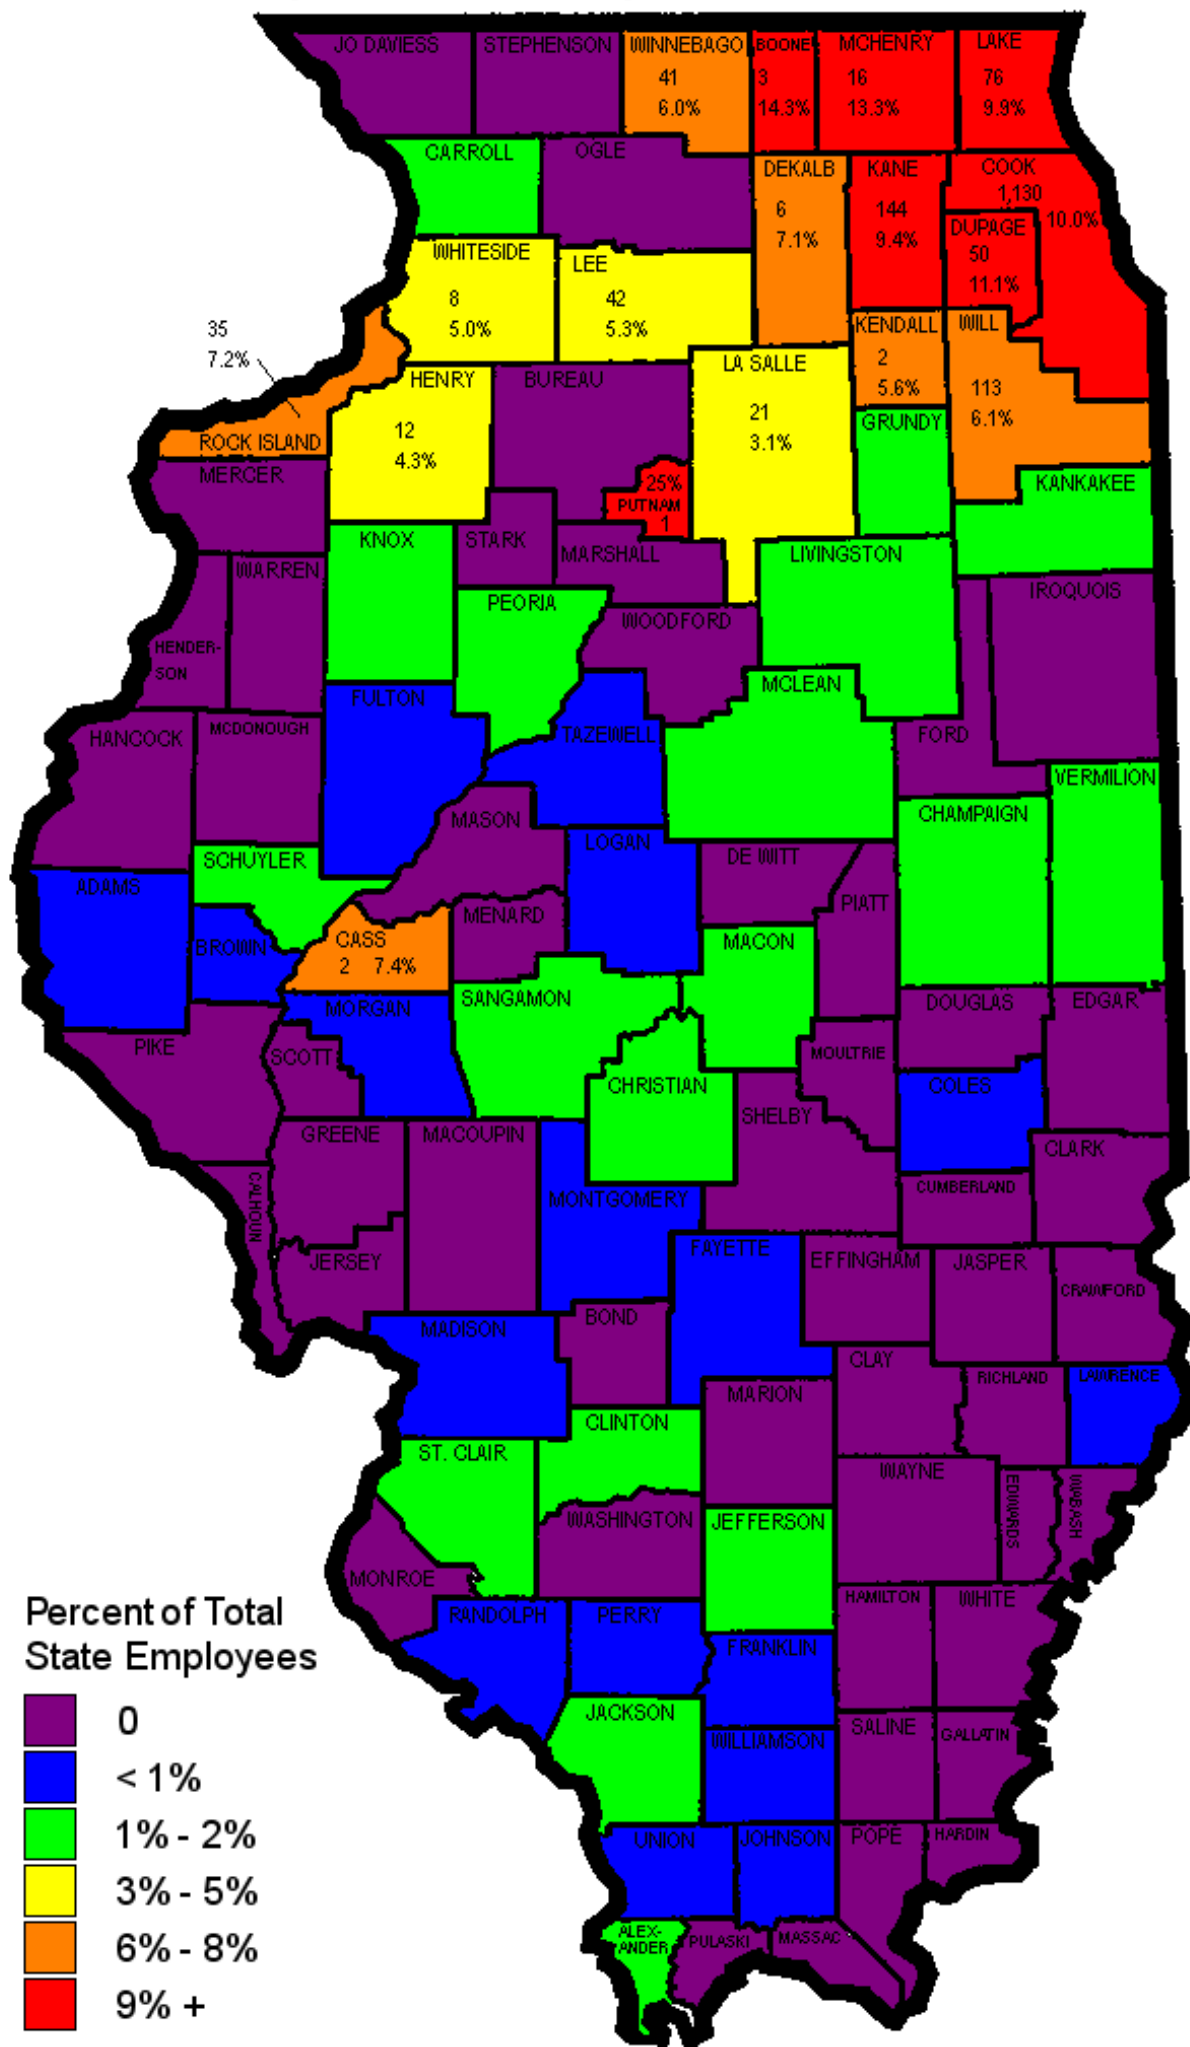 JO DAVIESS
STEPHENSON
WINNEBAGO
41
6.0%
BOONE
3
14.3%
MCHENRY
16
13.3%
LAKE
76
9.9%
CARROLL
OGLE
DEKALB
6
7.1%
KANE
144
9.4%
COOK
1,130
10.0%
DUPAGE
50
11.1%
WHITESIDE
8
5.0%
LEE
42
5.3%
35
7.2%
ROCK ISLAND
HENRY
12
4.3%
BUREAU
LA SALLE
21
3.1%
KENDALL
2
5.6%
WILL
113
6.1%
GRUNDY
MERCER
25%
PUTNAM
1
KANKAKEE
KNOX
STARK
MARSHALL
LIVINGSTON
WARREN
IROQUOIS
PEORIA
WOODFORD
HENDER-
SON
FULTON
MCLEAN
HANCOCK
MCDONOUGH
TAZEWELL
FORD
VERMILION
MASON
CHAMPAIGN
SCHUYLER
LOGAN
DE WITT
ADAMS
PIATT
BROWN
CASS
2 7.4%
MENARD
MACON
MORGAN
SANGAMON
DOUGLAS
EDGAR
PIKE
SCOTT
MOULTRIE
CHRISTIAN
COLES
SHELBY
GREENE
MACOUPIN
CLARK
CALHOUN
MONTGOMERY
CUMBERLAND
JERSEY
FAYETTE
EFFINGHAM
JASPER
CRAWFORD
MADISON
BOND
CLAY
RICHLAND
LAWRENCE
MARION
CLINTON
ST. CLAIR
WAYNE
EDWARDS
WABASH
WASHINGTON
JEFFERSON
MONROE
HAMILTON
WHITE
RANDOLPH
PERRY
FRANKLIN
JACKSON
WILLIAMSON
SALINE
GALLATIN
UNION
JOHNSON
POPE
HARDIN
ALEX-
ANDER
PULASKI
MASSAC
Percent of Total
State Employees
0
< 1%
1% - 2%
3% - 5%
6% - 8%
9% +